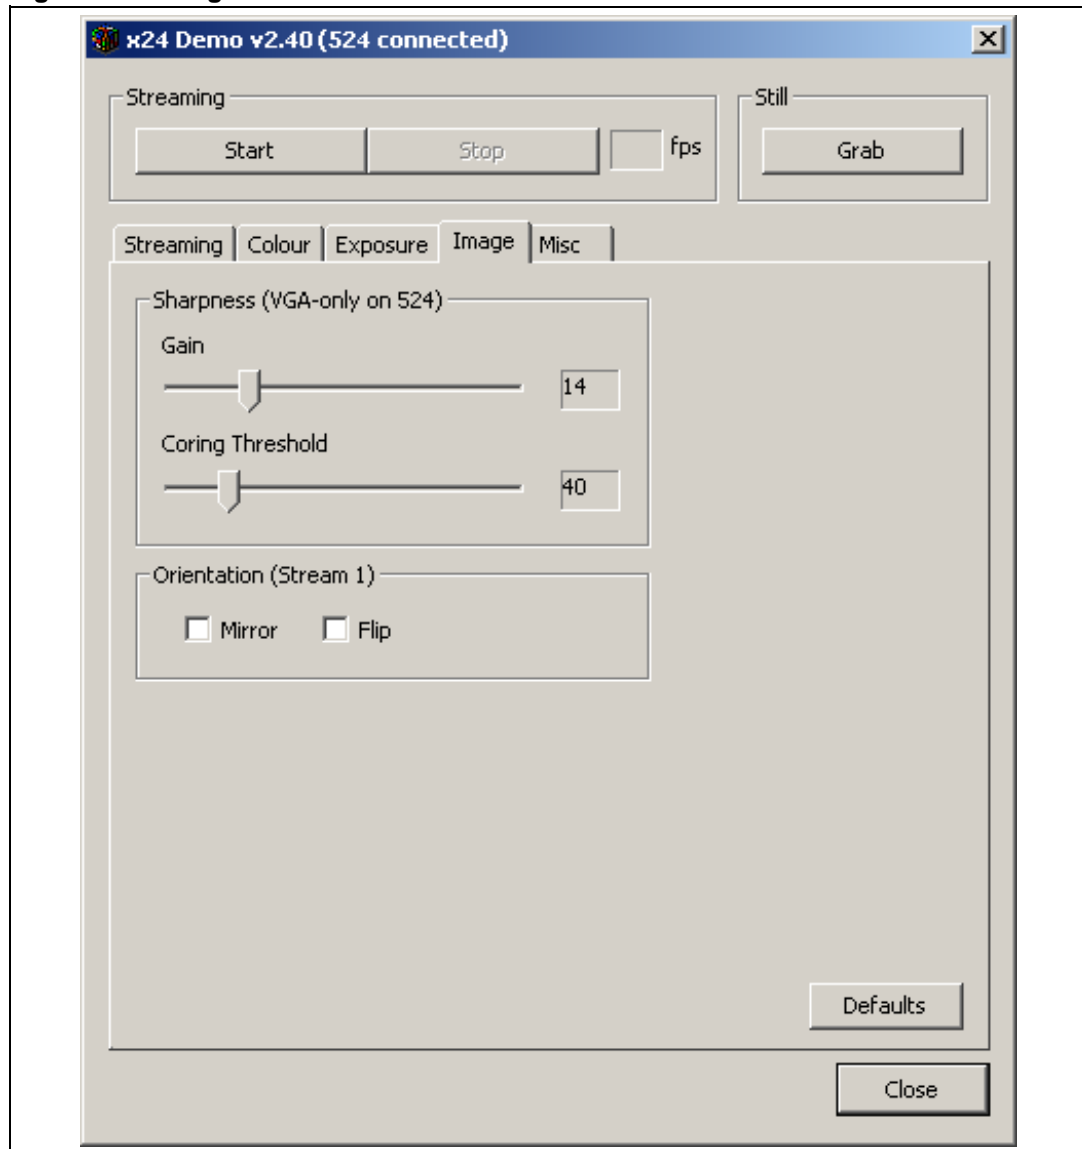 x24 Demo v2.40 (524 connected)
Streaming
Still
Start
Stop
fps
Grab
Streaming
Colour
Exposure
Image
Misc
Sharpness (VGA-only on 524)
Gain
14
Coring Threshold
40
Orientation (Stream 1)
Mirror
Flip
Defaults
Close